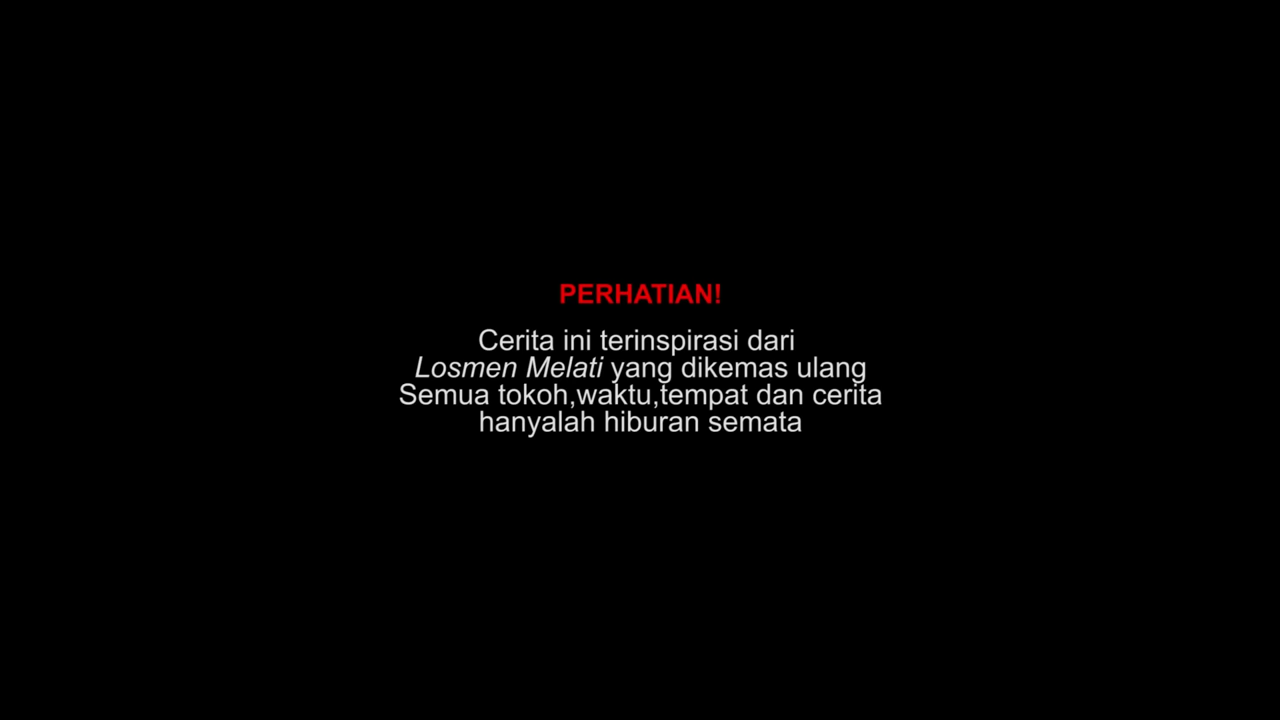 PERHATIAN!
Cerita ini terinspirasi dari
Losmen Melati yang dikemas ulang
Semua tokoh,waktu,tempat dan cerita
hanyalah hiburan semata